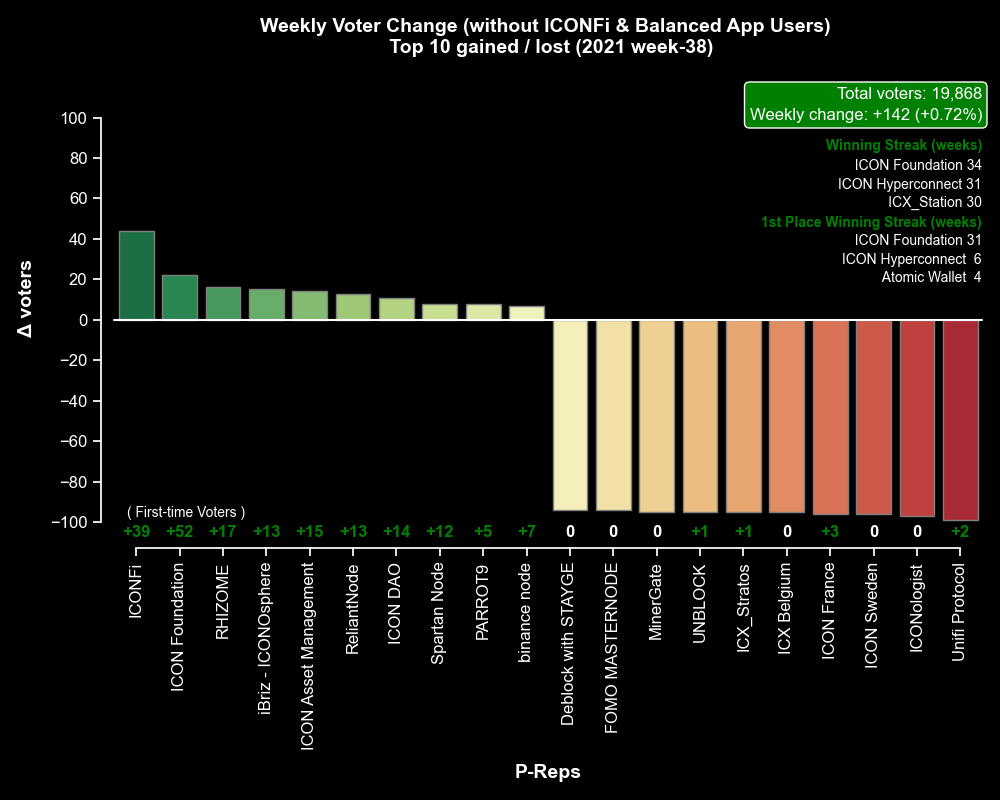 Weekly Voter Change (without ICONFi & Balanced App Users)
Top 10 gained / lost (2021 week-38)
Total voters: 19,868
Weekly change: +142 (+0.72%)
Winning Streak (weeks)
ICON Foundation 34
ICON Hyperconnect 31
ICX_Station 30
1st Place Winning Streak (weeks)
ICON Foundation 31
ICON Hyperconnect 6
Atomic Wallet 4
Δ voters
100
80
60
40
20
0
−20
−40
−60
−80
−100
( First-time Voters )
+39 +52 +17 +13 +15 +13 +14 +12 +5 +7 0 0 0 +1 +1 0 +3 0 0 +2
ICONFi
ICON Foundation
RHIZOME
iBriz - ICONOsphere
ICON Asset Management
ReliantNode
ICON DAO
Spartan Node
PARROT9
binance node
Deblock with STAYGE
FOMO MASTERNODE
MinerGate
UNBLOCK
ICX_Stratos
ICX Belgium
ICON France
ICON Sweden
ICONologist
Unifi Protocol
P-Reps